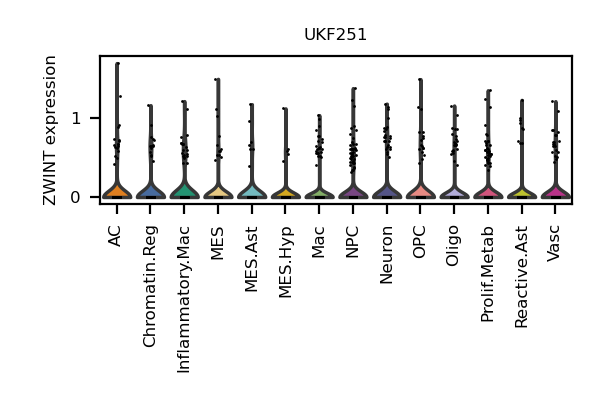 UKF251
ZWINT expression
1
0
AC
Chromatin.Reg
Inflammatory.Mac
MES
MES.Ast
MES.Hyp
Mac
NPC
Neuron
OPC
Oligo
Prolif.Metab
Reactive.Ast
Vasc